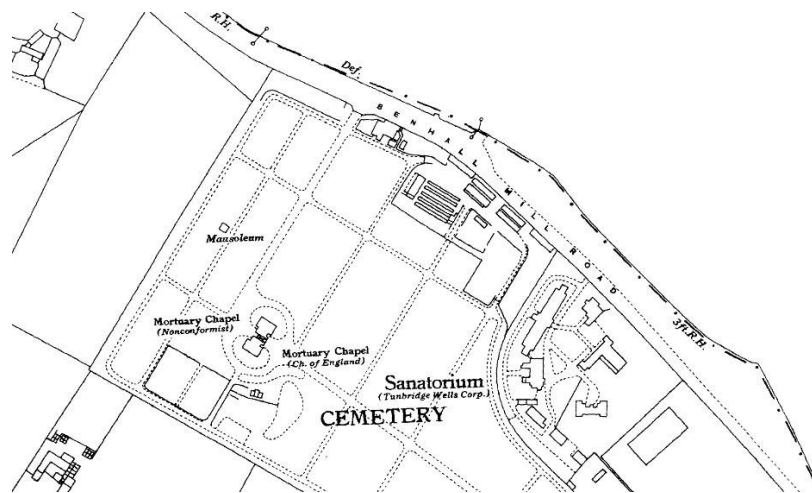 R.H.
Def.
BENHALL MILL ROAD
Mausoleum
Mortuary Chapel
(Nonconformist)
Mortuary Chapel
(Ch. of England)
3ft.R.H.
Sanatorium
(Tunbridge Wells Corp.)
CEMETERY